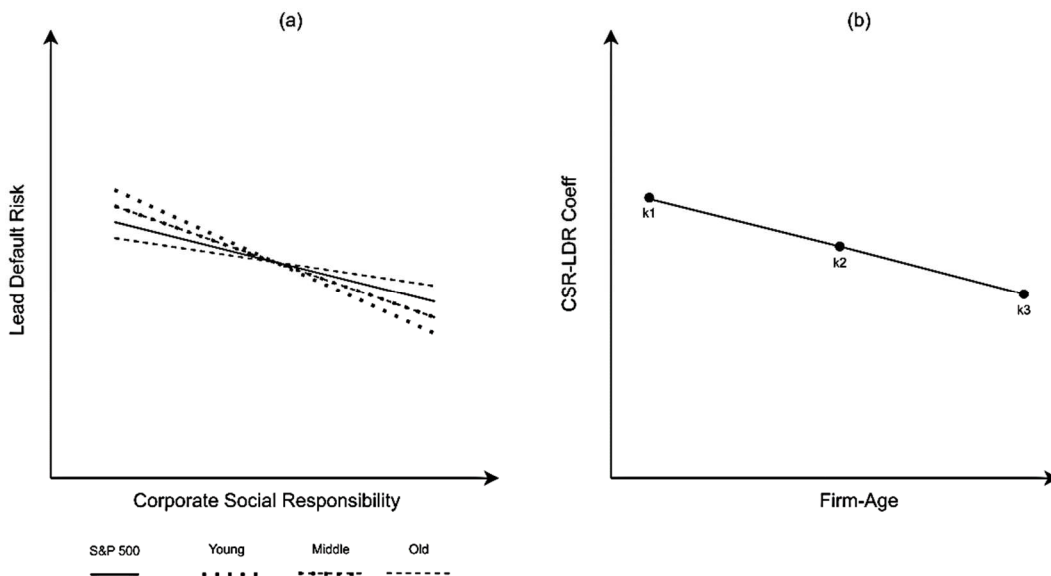 (a)
Lead Default Risk
Corporate Social Responsibility
S&P 500 Young Middle Old
(b)
CSR-LDR Coeff
k1
k2
k3
Firm-Age